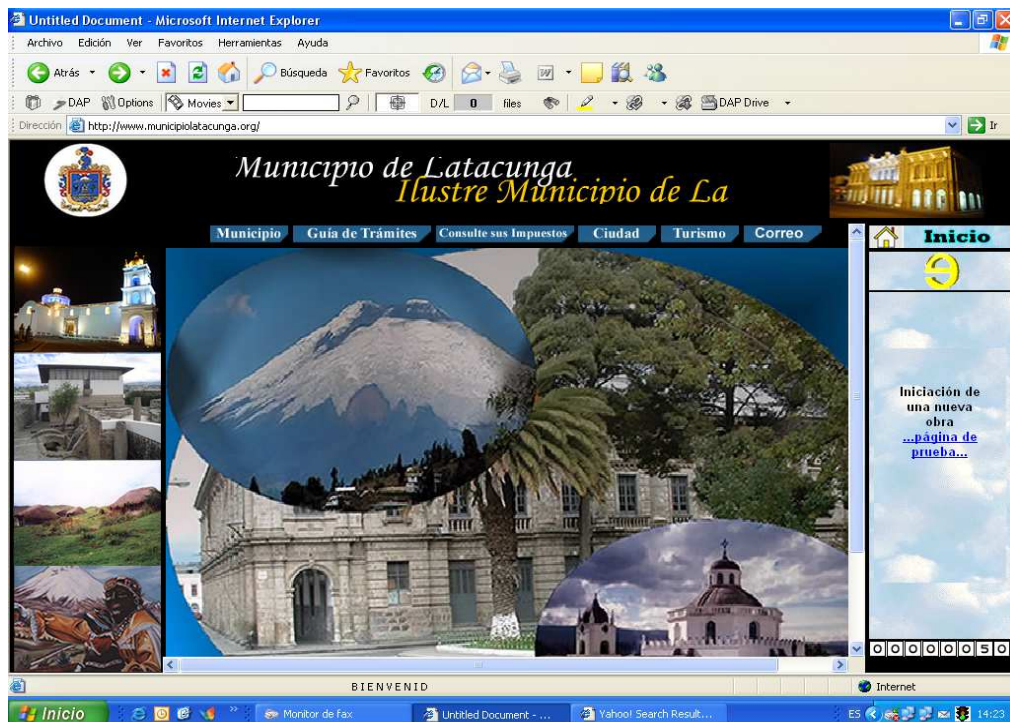 Untitled Document - Microsoft Internet Explorer
Archivo Edición Ver Favoritos Herramientas Ayuda
Atrás Búsqueda Favoritos
DAP Options Movies D/L 0 files DAP Drive
Dirección http://www.municipiolatacunga.org/ Ir
Municipio de Latacunga
Ilustre Municipio de La
Municipio Guía de Trámites Consulte sus Impuestos Ciudad Turismo Correo
Inicio
Iniciación de
una nueva
obra
...página de
prueba...
00000050
BIENVENID
Internet
Inicio Monitor de fax Untitled Document - ... Yahoo! Search Result... ES 14:23